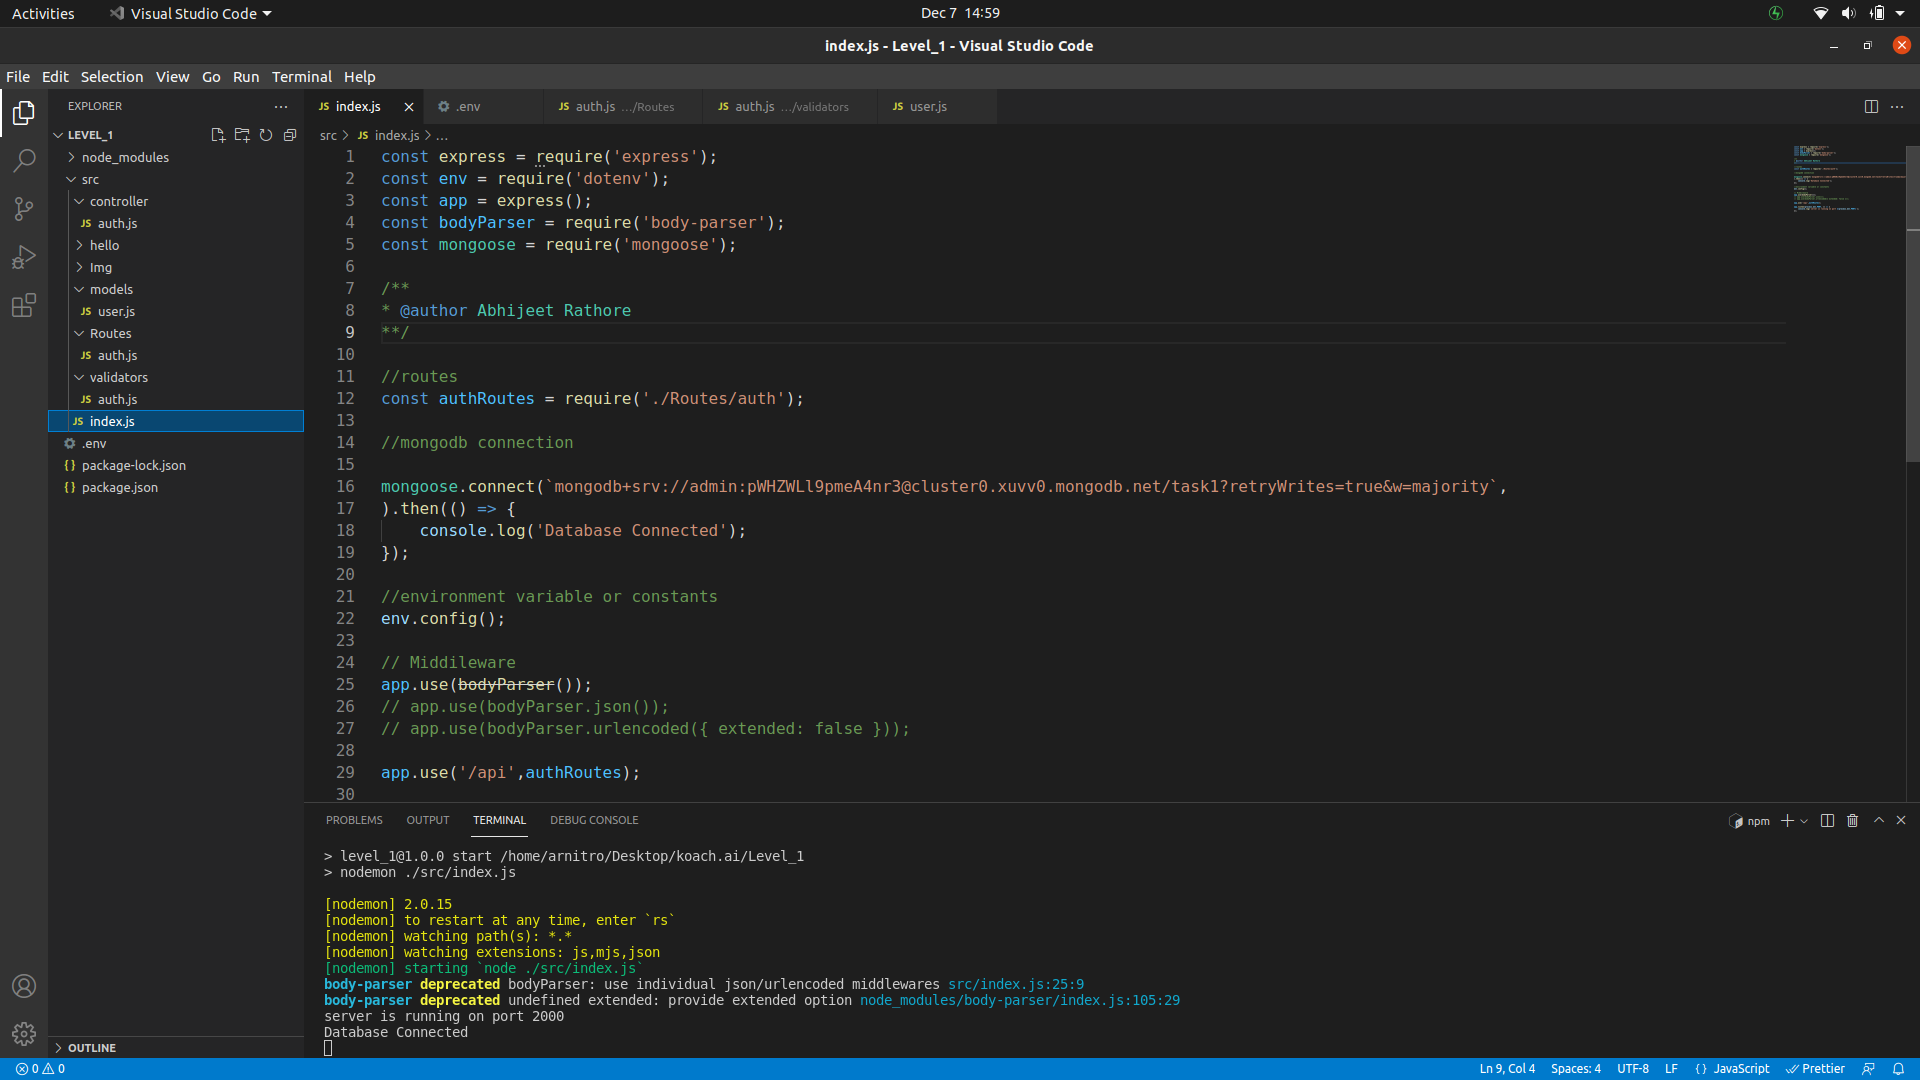 Activities
Visual Studio Code
Dec 7 14:59
index.js - Level_1 - Visual Studio Code
File Edit Selection View Go Run Terminal Help
EXPLORER
LEVEL_1
node_modules
src
controller
JS auth.js
hello
Img
models
JS user.js
Routes
JS auth.js
validators
JS auth.js
JS index.js
.env
{} package-lock.json
{} package.json
OUTLINE
JS index.js
.env
JS auth.js .../Routes
JS auth.js .../validators
JS user.js
src > JS index.js > ...
1 const express = require('express');
2 const env = require('dotenv');
3 const app = express();
4 const bodyParser = require('body-parser');
5 const mongoose = require('mongoose');
6
7 /**
8 * @author Abhijeet Rathore
9 **/
10
11 //routes
12 const authRoutes = require('./Routes/auth');
13
14 //mongodb connection
15
16 mongoose.connect(`mongodb+srv://admin:pWHZWLl9pmeA4nr3@cluster0.xuvv0.mongodb.net/task1?retryWrites=true&w=majority`,
17 ).then(() => {
18     console.log('Database Connected');
19 });
20
21 //environment variable or constants
22 env.config();
23
24 // Middileware
25 app.use(bodyParser());
26 // app.use(bodyParser.json());
27 // app.use(bodyParser.urlencoded({ extended: false }));
28
29 app.use('/api',authRoutes);
30
PROBLEMS OUTPUT TERMINAL DEBUG CONSOLE
npm
> level_1@1.0.0 start /home/arnitro/Desktop/koach.ai/Level_1
> nodemon ./src/index.js
[nodemon] 2.0.15
[nodemon] to restart at any time, enter `rs`
[nodemon] watching path(s): *.*
[nodemon] watching extensions: js,mjs,json
[nodemon] starting `node ./src/index.js`
body-parser deprecated bodyParser: use individual json/urlencoded middlewares src/index.js:25:9
body-parser deprecated undefined extended: provide extended option node_modules/body-parser/index.js:105:29
server is running on port 2000
Database Connected
0 0
Ln 9, Col 4 Spaces: 4 UTF-8 LF {} JavaScript Prettier